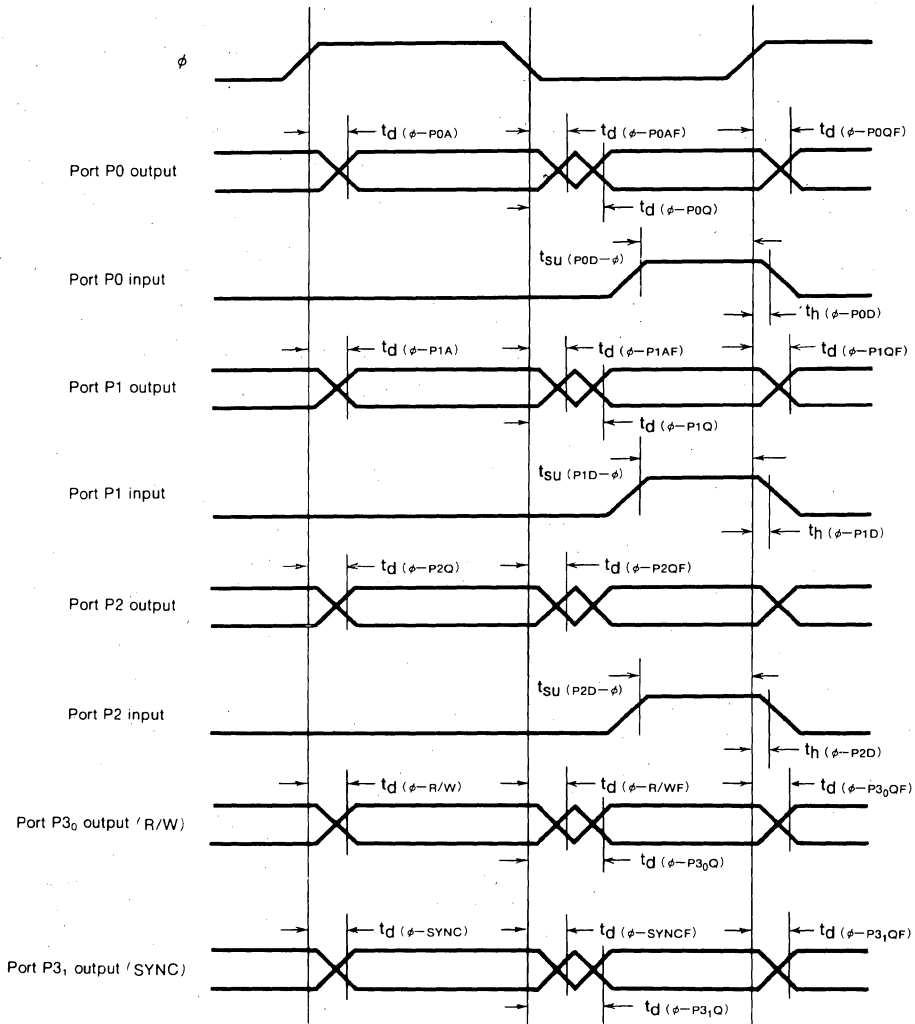 φ
td (φ−P0A) td (φ−P0AF) td (φ−P0QF)
Port P0 output
td (φ−P0Q)
tsu (P0D−φ)
Port P0 input
th (φ−P0D)
td (φ−P1A) td (φ−P1AF) td (φ−P1QF)
Port P1 output
td (φ−P1Q)
tsu (P1D−φ)
Port P1 input
th (φ−P1D)
td (φ−P2Q) td (φ−P2QF)
Port P2 output
tsu (P2D−φ)
Port P2 input
th (φ−P2D)
td (φ−R/W) td (φ−R/WF) td (φ−P3₀QF)
Port P3₀ output (R/W)
td (φ−P3₀Q)
td (φ−SYNC) td (φ−SYNCF) td (φ−P3₁QF)
Port P3₁ output (SYNC)
td (φ−P3₁Q)